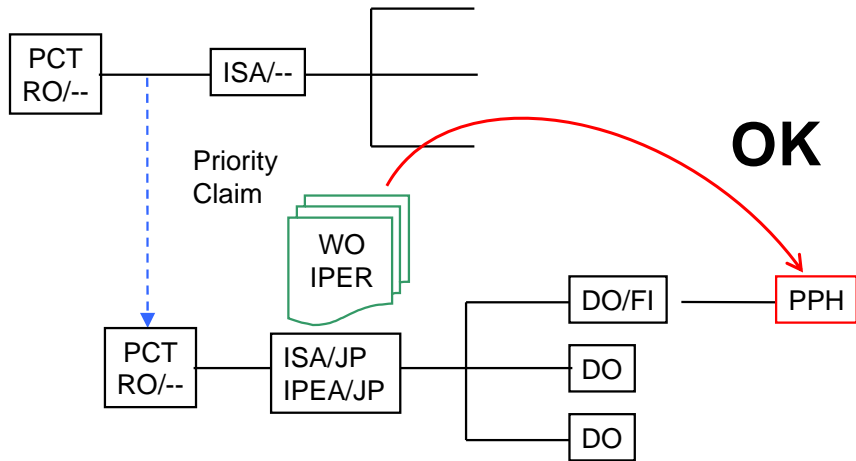 PCT
RO/--
ISA/--
OK
Priority
Claim
WO
IPER
DO/FI
PPH
PCT
RO/--
ISA/JP
IPEA/JP
DO
DO